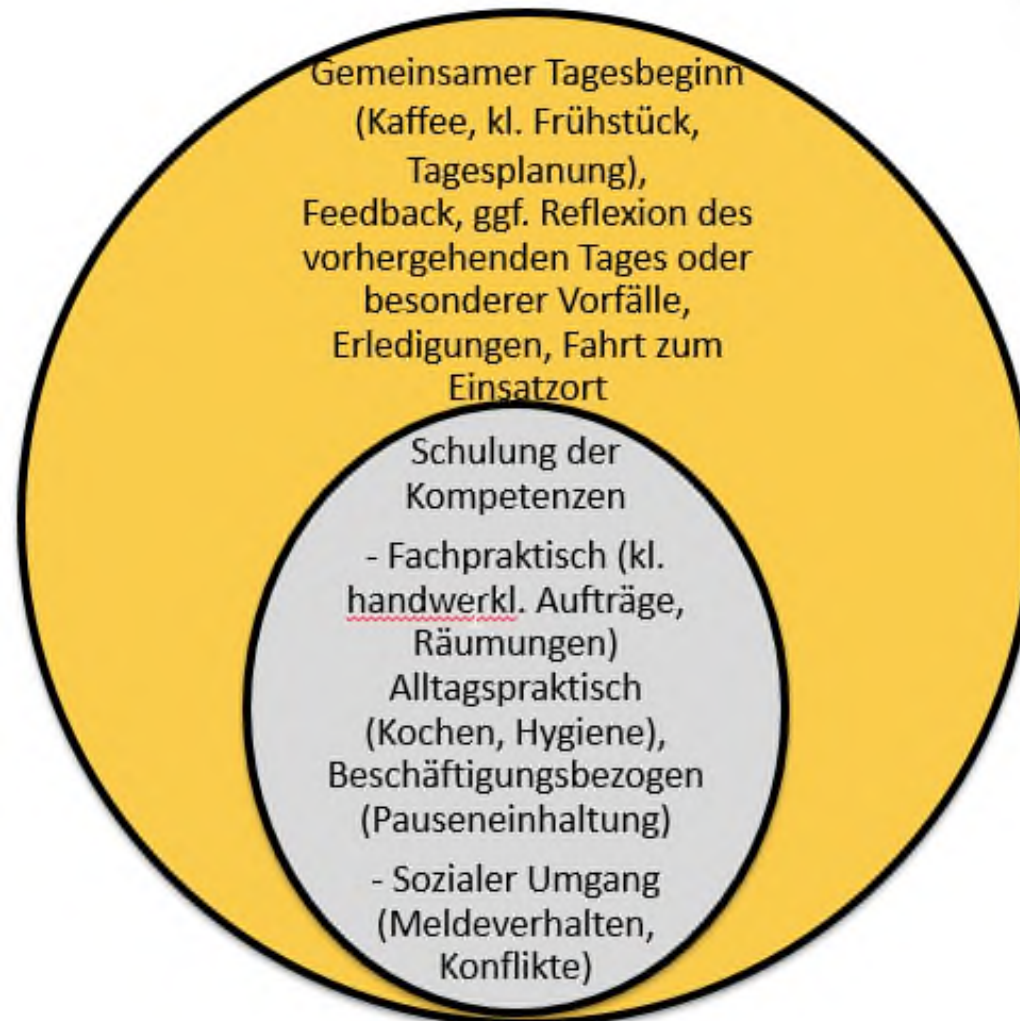 Gemeinsamer Tagesbeginn
(Kaffee, kl. Frühstück,
Tagesplanung),
Feedback, ggf. Reflexion des
vorhergehenden Tages oder
besonderer Vorfälle,
Erledigungen, Fahrt zum
Einsatzort
Schulung der
Kompetenzen
- Fachpraktisch (kl.
handwerkl. Aufträge,
Räumungen)
Alltagspraktisch
(Kochen, Hygiene),
Beschäftigungsbezogen
(Pauseneinhaltung)
- Sozialer Umgang
(Meldeverhalten,
Konflikte)